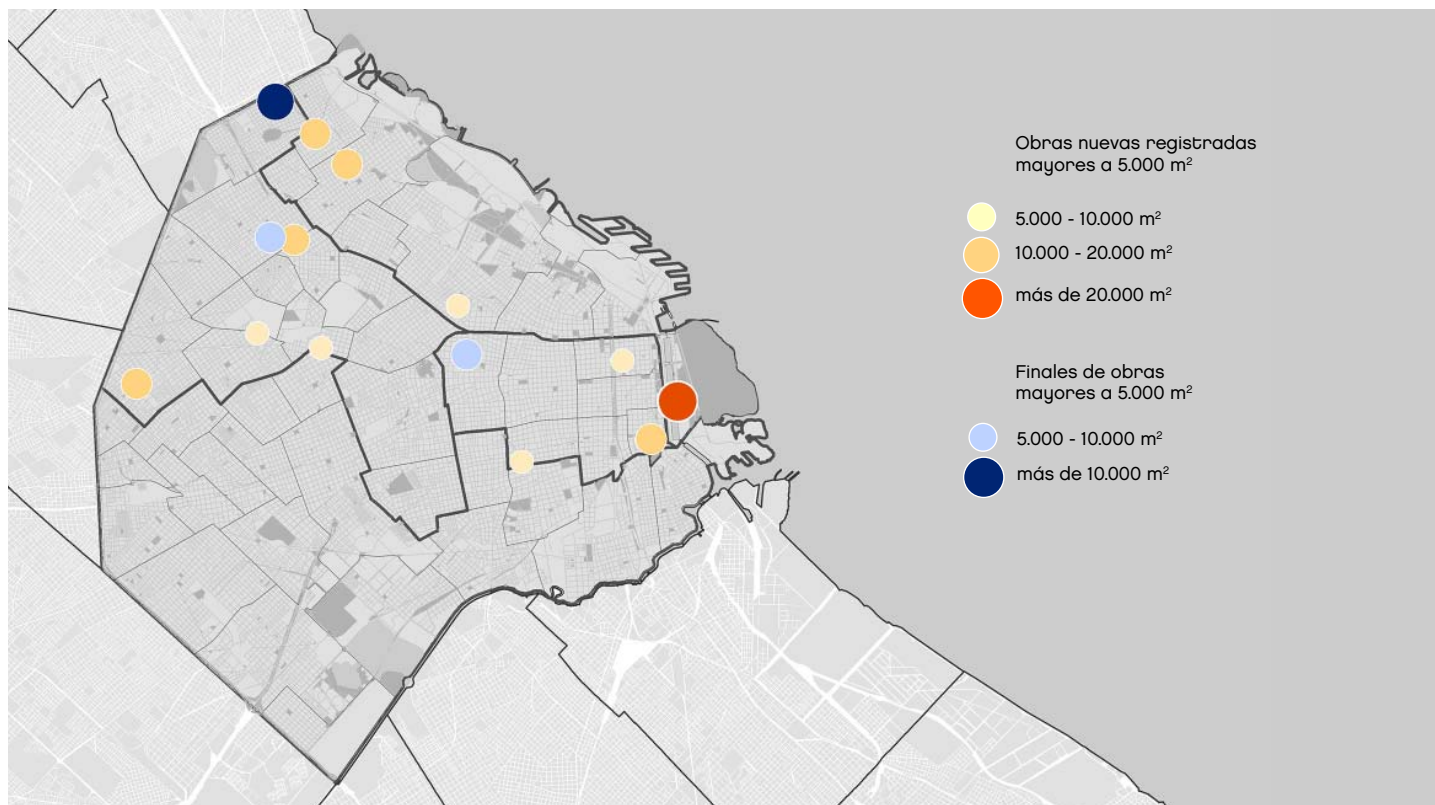 Obras nuevas registradas
mayores a 5.000 m²
5.000 - 10.000 m²
10.000 - 20.000 m²
más de 20.000 m²
Finales de obras
mayores a 5.000 m²
5.000 - 10.000 m²
más de 10.000 m²